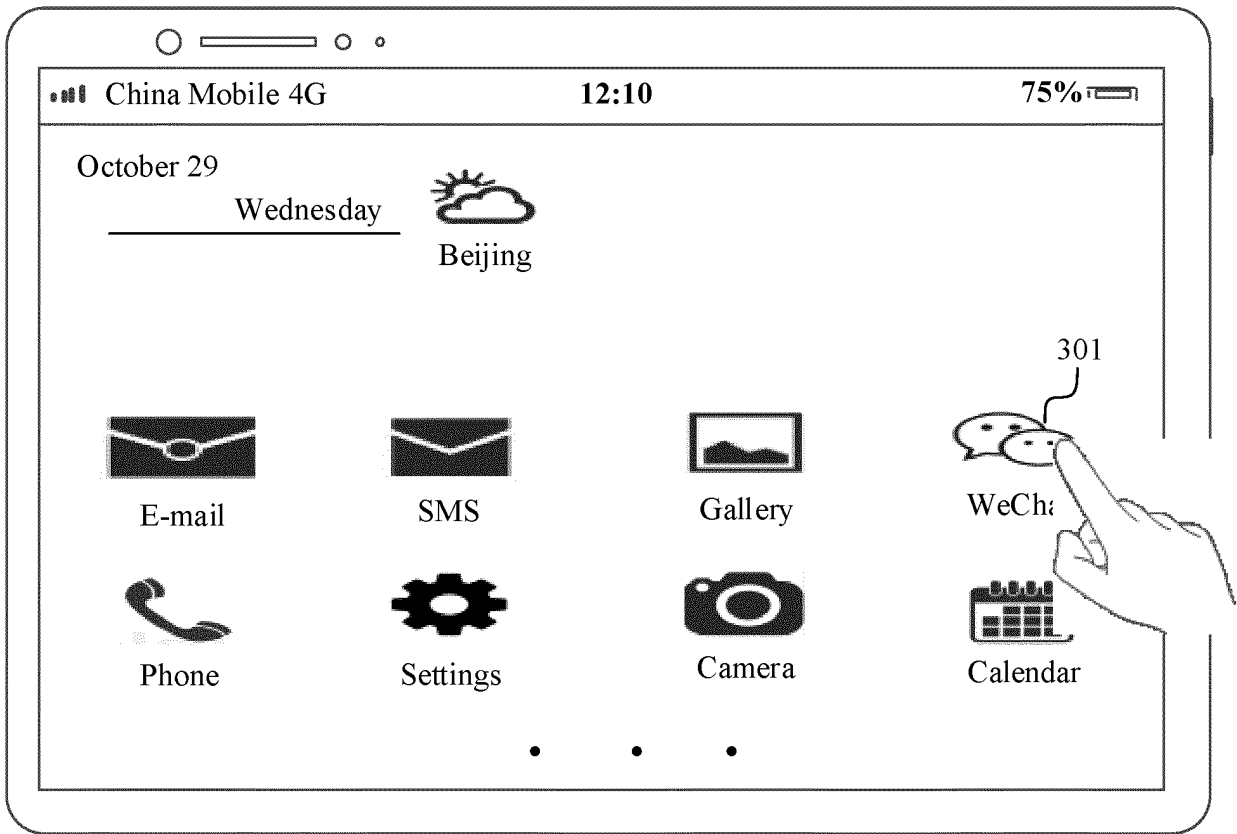 China Mobile 4G 12:10 75%
October 29
Wednesday
Beijing
301
E-mail SMS Gallery WeCha
Phone Settings Camera Calendar